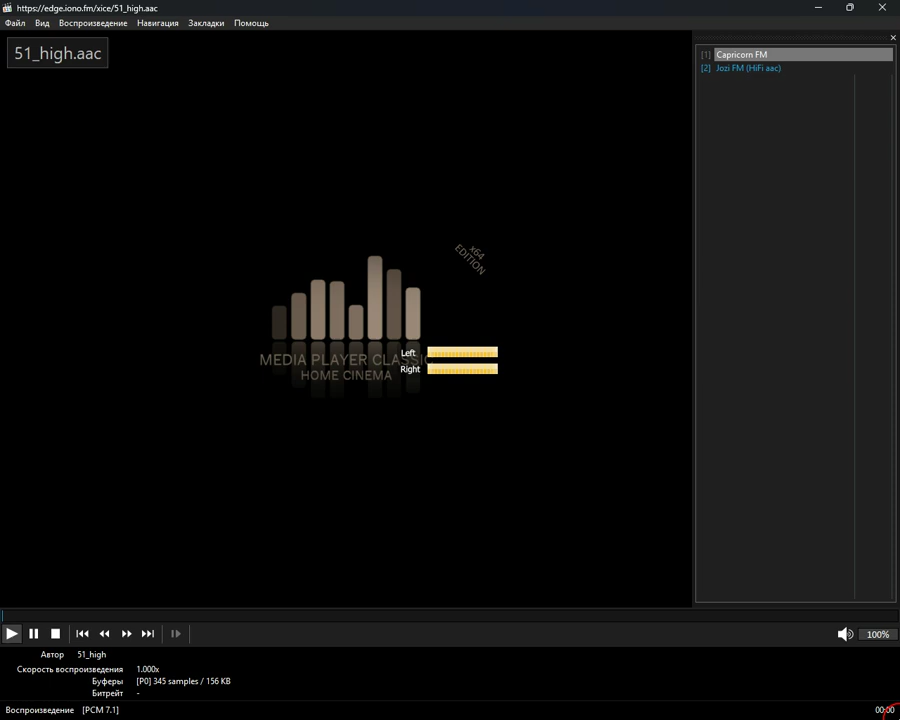 https://edge.iono.fm/xice/51_high.aac
Файл Вид Воспроизведение Навигация Закладки Помощь
51_high.aac
[1] Capricorn FM
[2] Jozi FM (HiFi aac)
x64
EDITION
MEDIA PLAYER CLASSIC
HOME CINEMA
Left
Right
100%
Автор 51_high
Скорость воспроизведения 1.000x
Буферы [P0] 345 samples / 156 KB
Битрейт -
Воспроизведение [PCM 7.1] 00:00